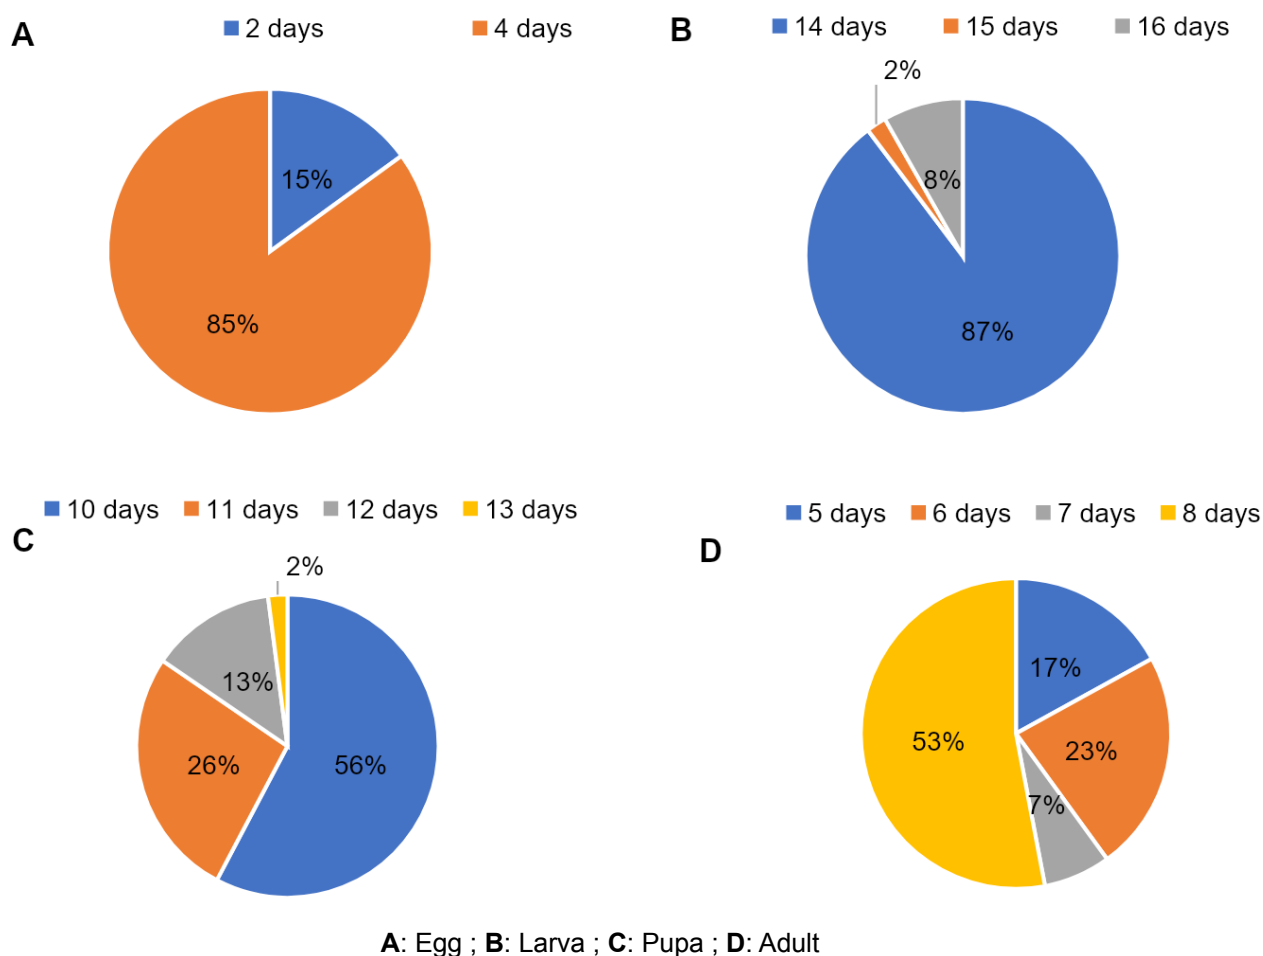 A
2 days
4 days
15%
85%
B
14 days
15 days
16 days
2%
8%
87%
10 days
11 days
12 days
13 days
C
2%
13%
26%
56%
5 days
6 days
7 days
8 days
D
17%
53%
23%
7%
A: Egg ; B: Larva ; C: Pupa ; D: Adult